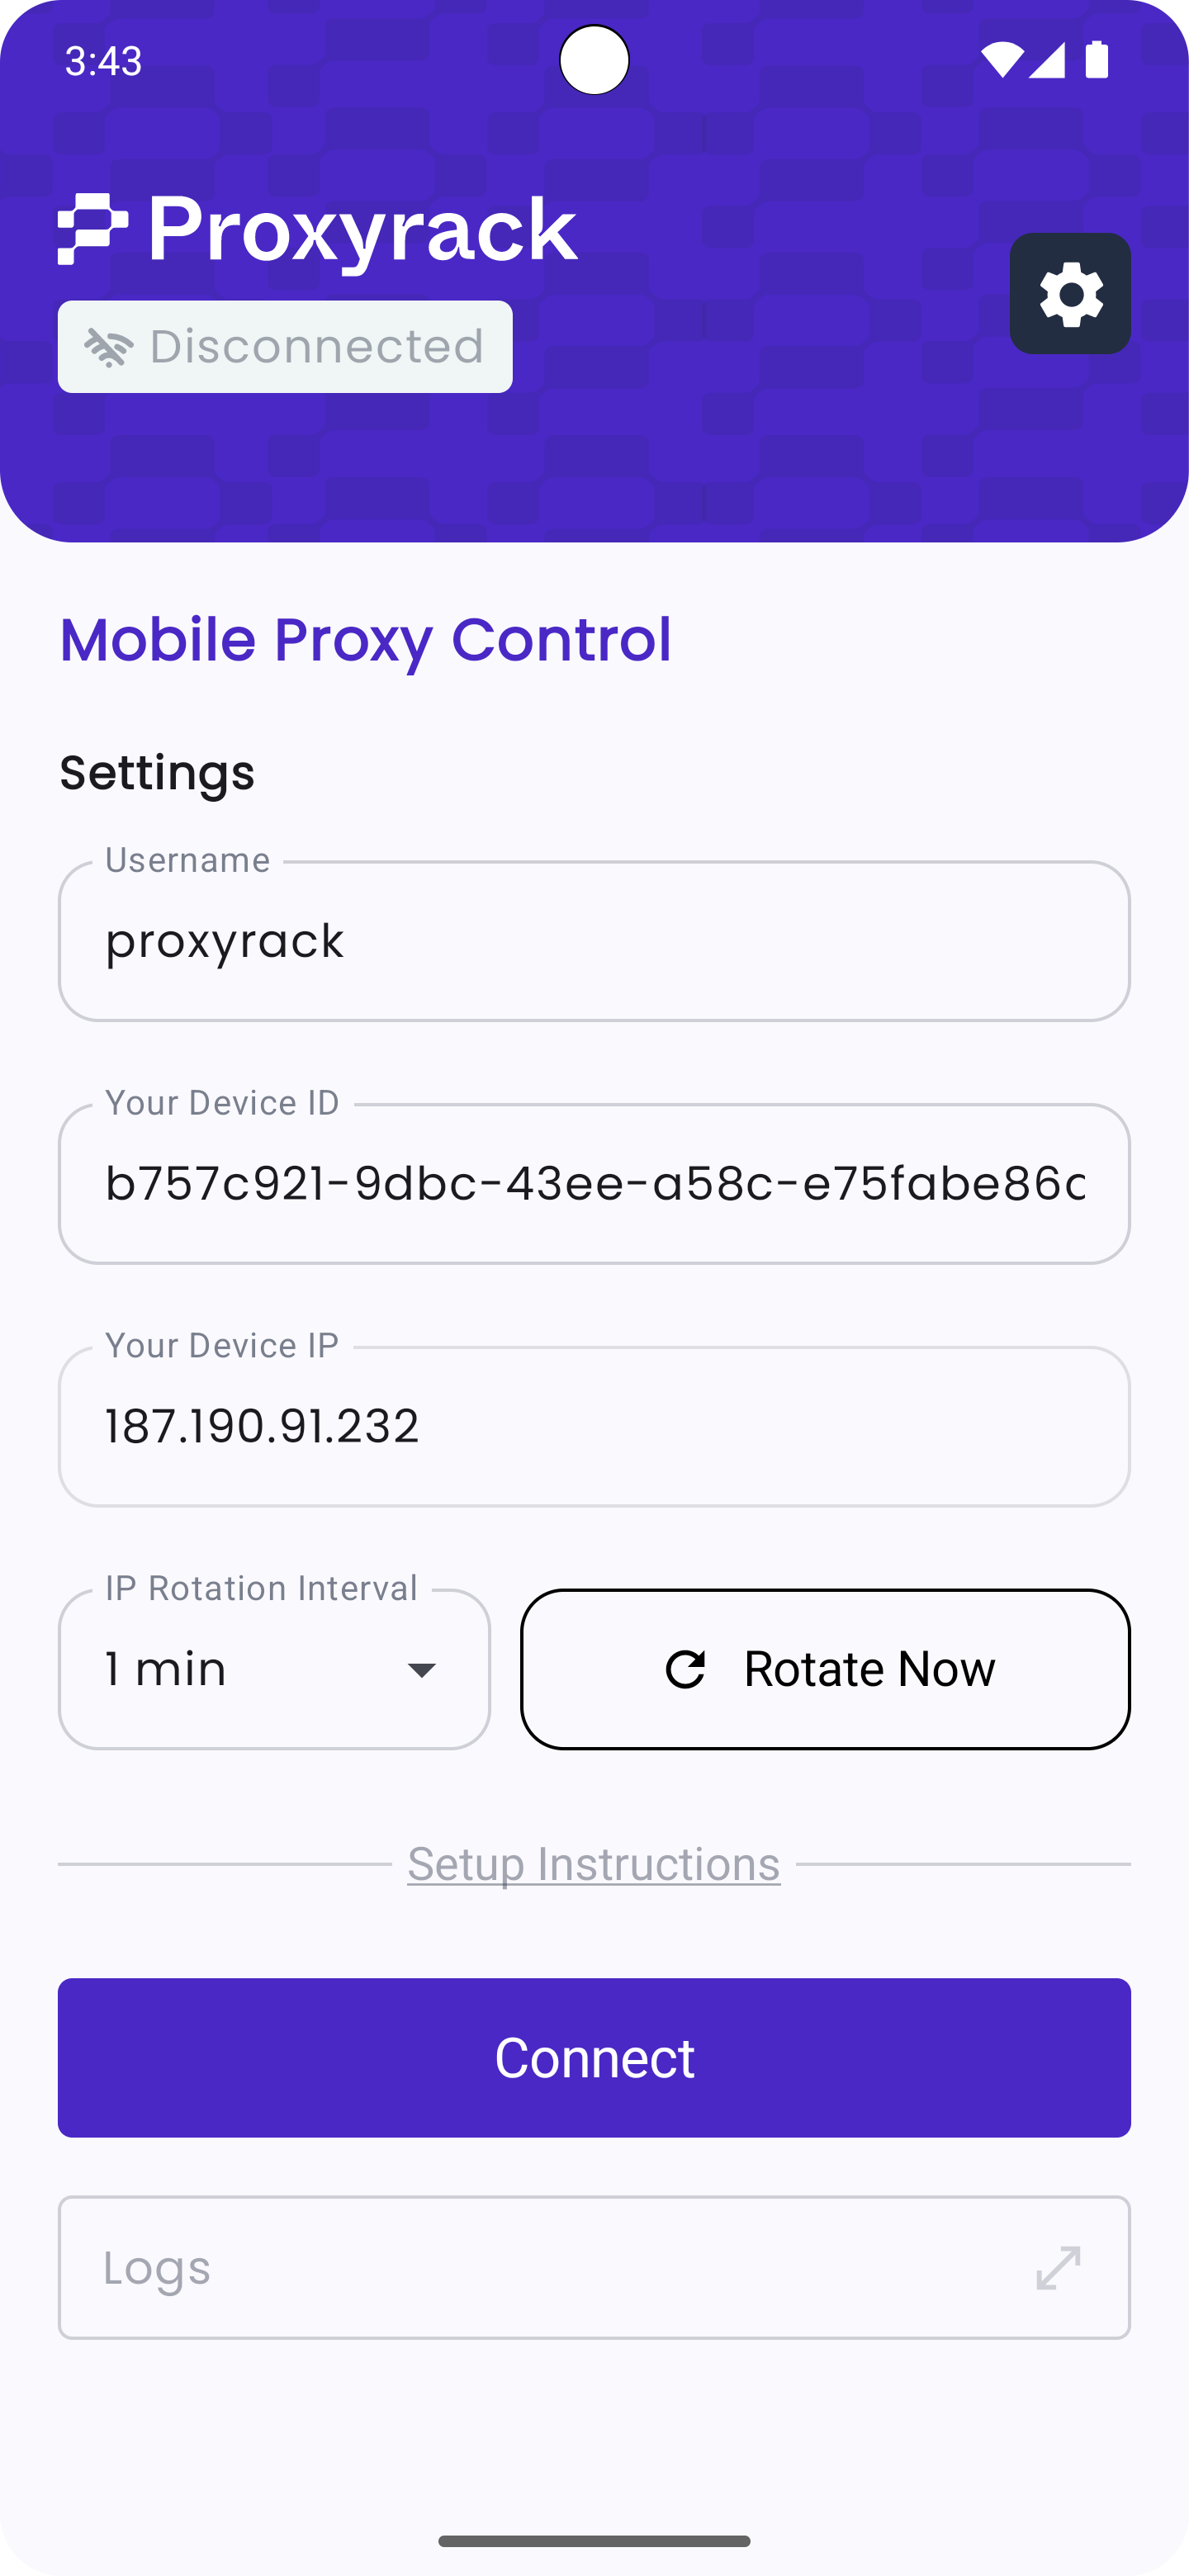 3:43
Proxyrack
Disconnected
Mobile Proxy Control
Settings
Username
proxyrack
Your Device ID
b757c921-9dbc-43ee-a58c-e75fabe86c
Your Device IP
187.190.91.232
IP Rotation Interval
1 min
Rotate Now
Setup Instructions
Connect
Logs